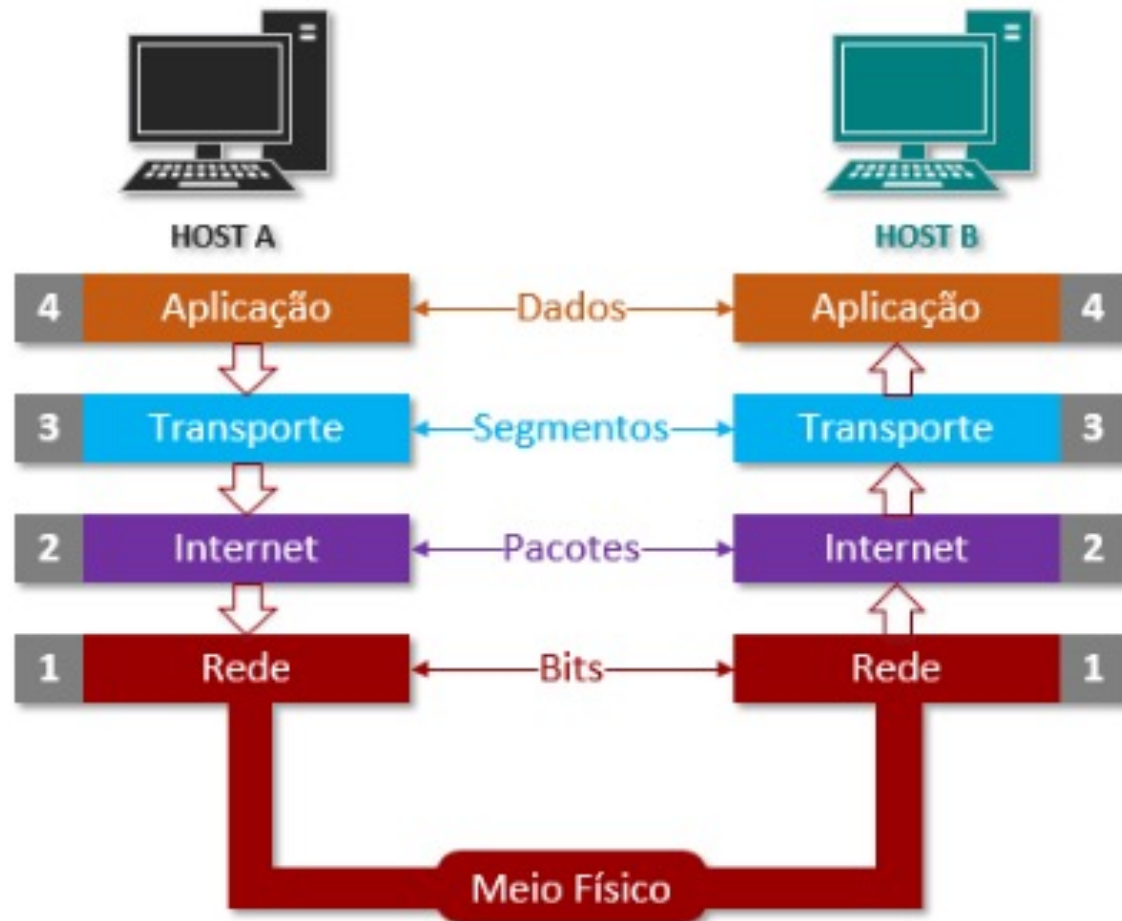 HOST A
HOST B
4 Aplicação Dados Aplicação 4
3 Transporte Segmentos Transporte 3
2 Internet Pacotes Internet 2
1 Rede Bits Rede 1
Meio Físico